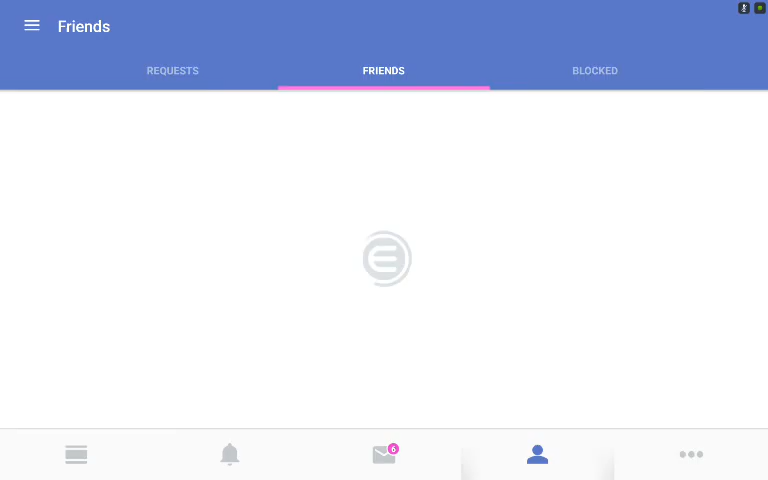 Friends
REQUESTS
FRIENDS
BLOCKED
6